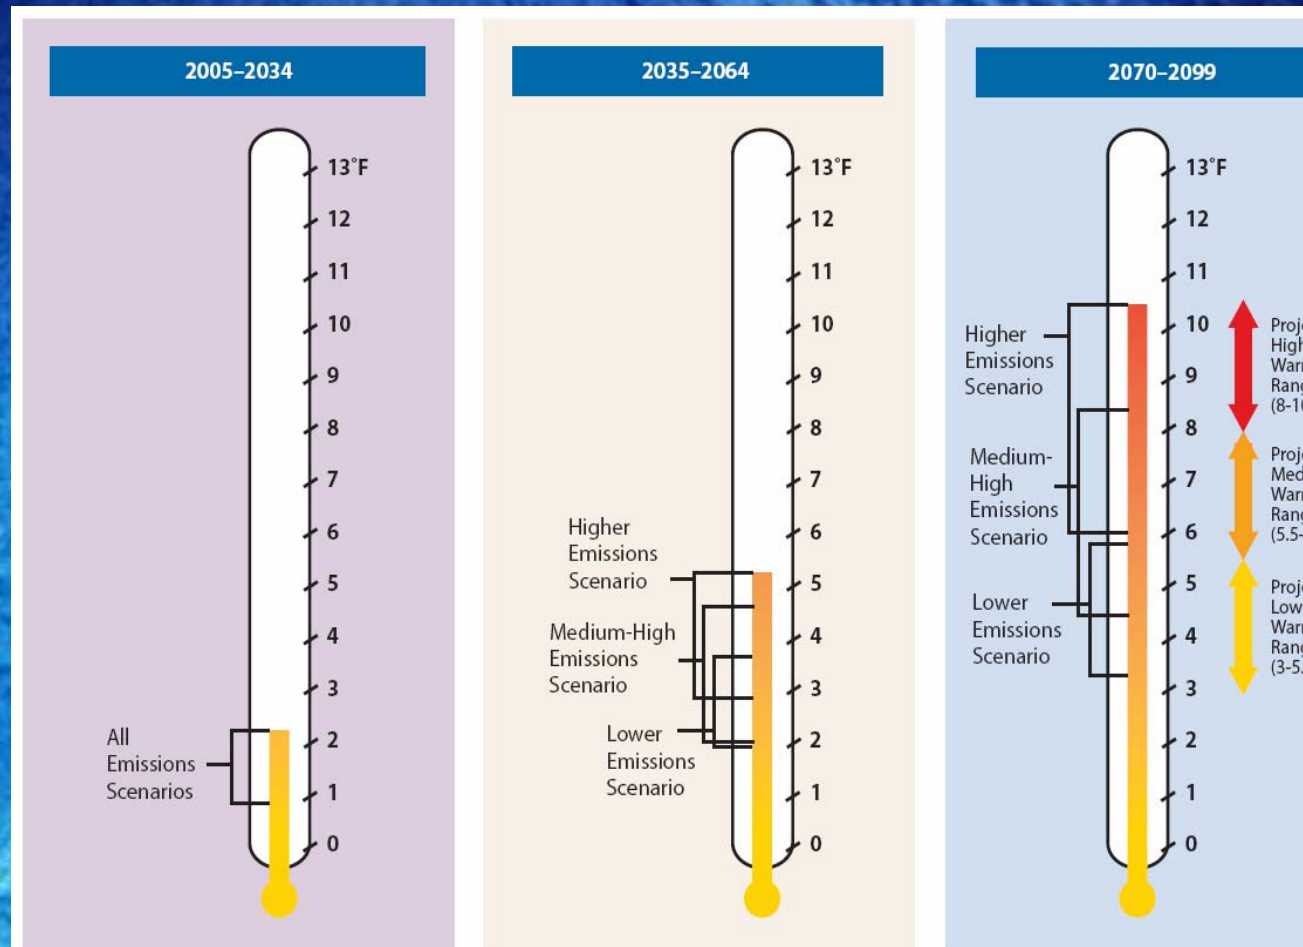 2005–2034
13°F
12
11
10
9
8
7
6
5
4
3
2
1
0
All
Emissions
Scenarios
2035–2064
13°F
12
11
10
9
8
7
6
5
4
3
2
1
0
Higher
Emissions
Scenario
Medium-High
Emissions
Scenario
Lower
Emissions
Scenario
2070–2099
13°F
12
11
10
9
8
7
6
5
4
3
2
1
0
Higher
Emissions
Scenario
Medium-
High
Emissions
Scenario
Lower
Emissions
Scenario